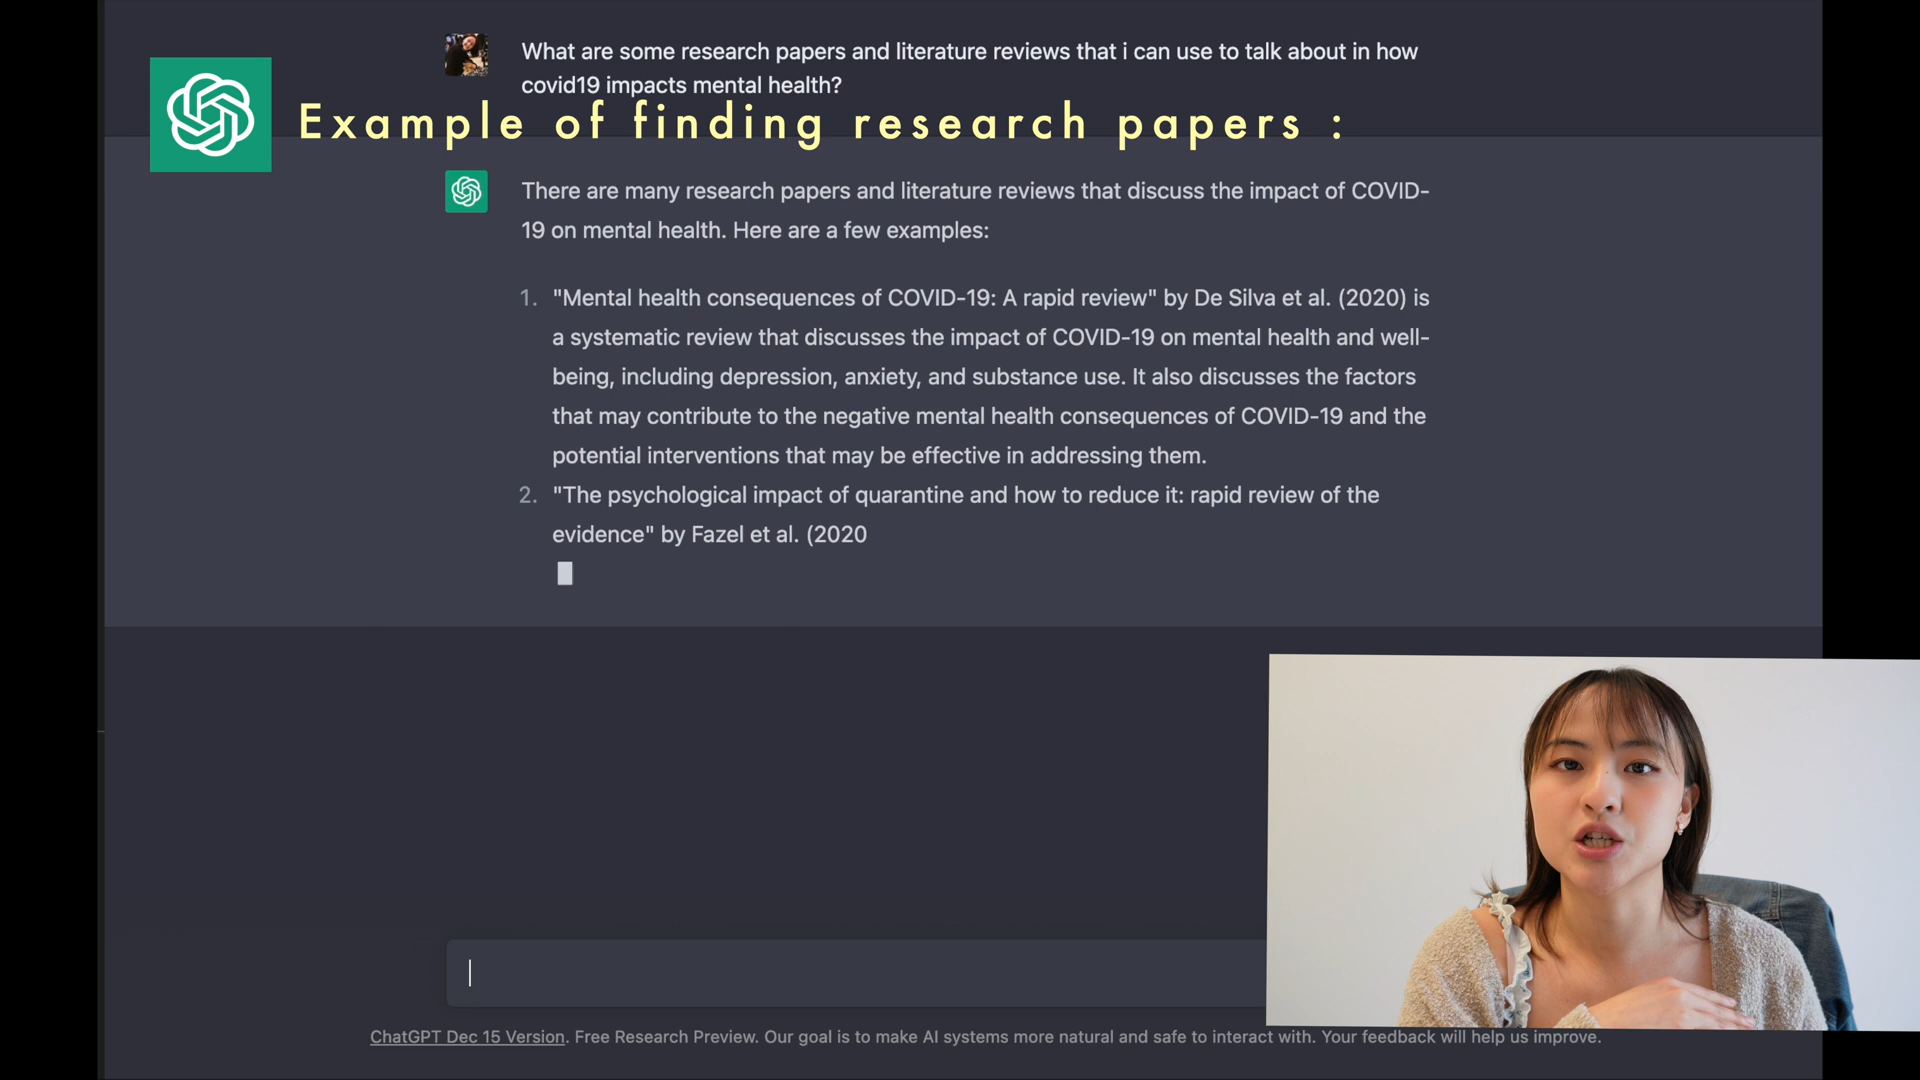 What are some research papers and literature reviews that i can use to talk about in how
covid19 impacts mental health?
Example of finding research papers :
There are many research papers and literature reviews that discuss the impact of COVID-
19 on mental health. Here are a few examples:
1. "Mental health consequences of COVID-19: A rapid review" by De Silva et al. (2020) is
a systematic review that discusses the impact of COVID-19 on mental health and well-
being, including depression, anxiety, and substance use. It also discusses the factors
that may contribute to the negative mental health consequences of COVID-19 and the
potential interventions that may be effective in addressing them.
2. "The psychological impact of quarantine and how to reduce it: rapid review of the
evidence" by Fazel et al. (2020
ChatGPT Dec 15 Version. Free Research Preview. Our goal is to make AI systems more natural and safe to interact with. Your feedback will help us improve.